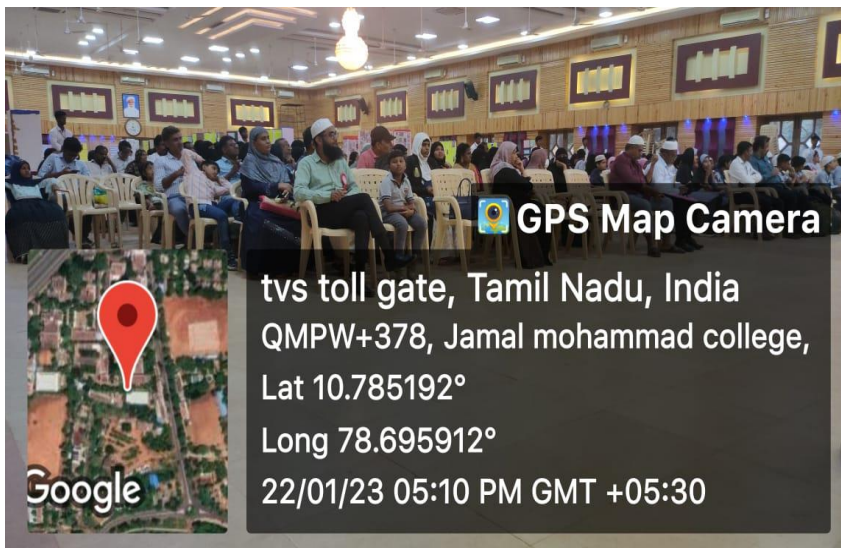 GPS Map Camera
tvs toll gate, Tamil Nadu, India
QMPW+378, Jamal mohammad college,
Lat 10.785192°
Long 78.695912°
22/01/23 05:10 PM GMT +05:30
Google